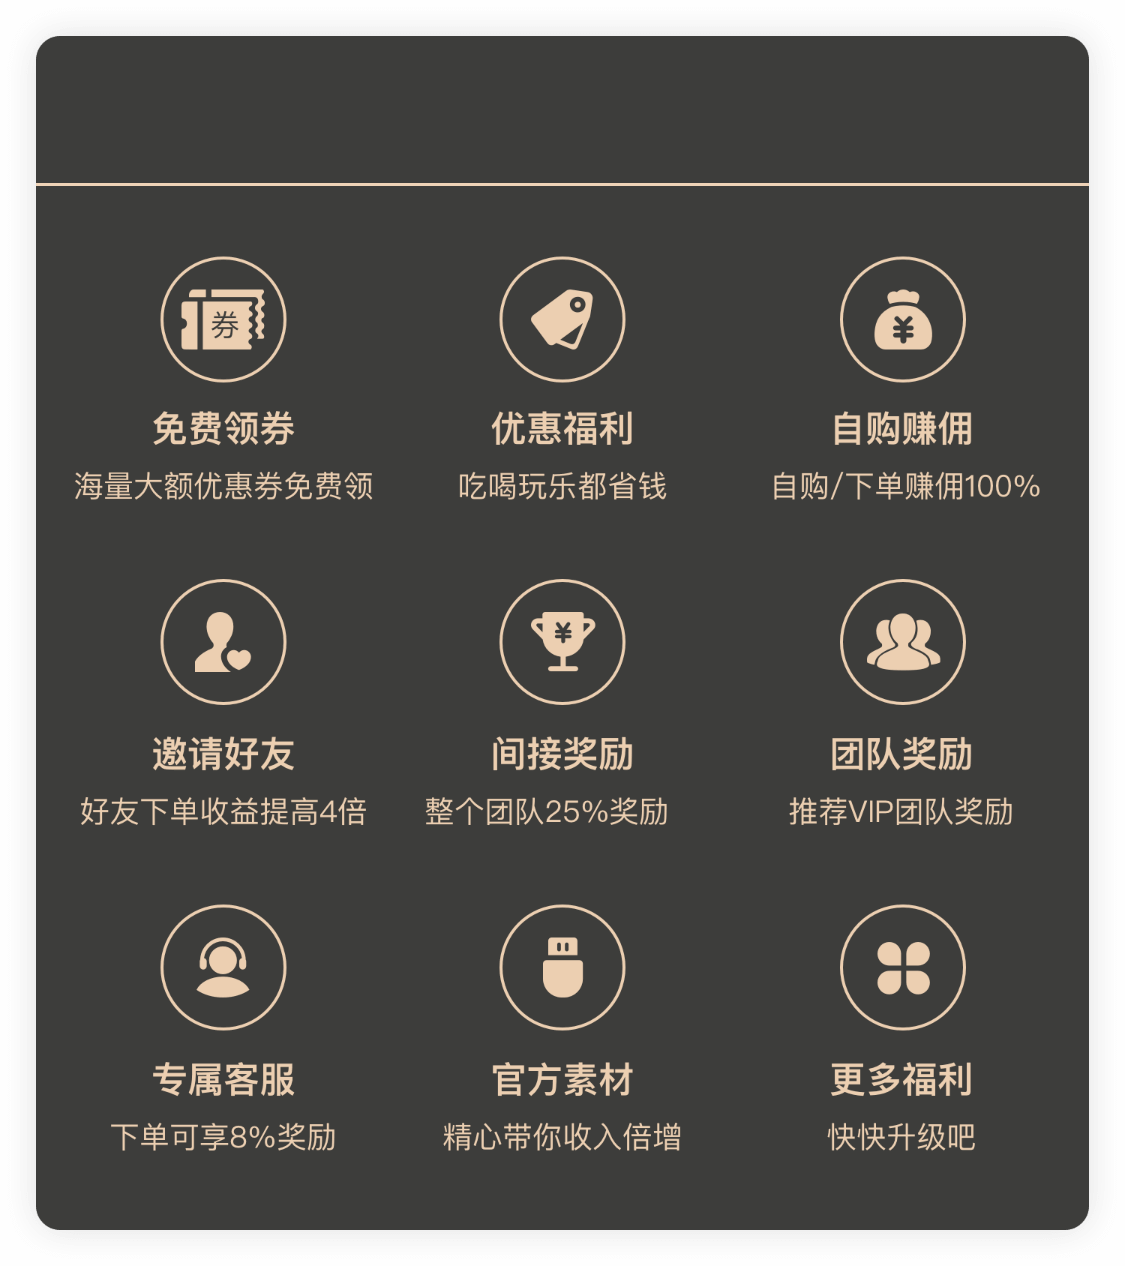 券
¥
免费领券
优惠福利
自购赚佣
海量大额优惠券免费领
吃喝玩乐都省钱
自购/下单赚佣100%
¥
邀请好友
间接奖励
团队奖励
好友下单收益提高4倍
整个团队25%奖励
推荐VIP团队奖励
专属客服
官方素材
更多福利
下单可享8%奖励
精心带你收入倍增
快快升级吧